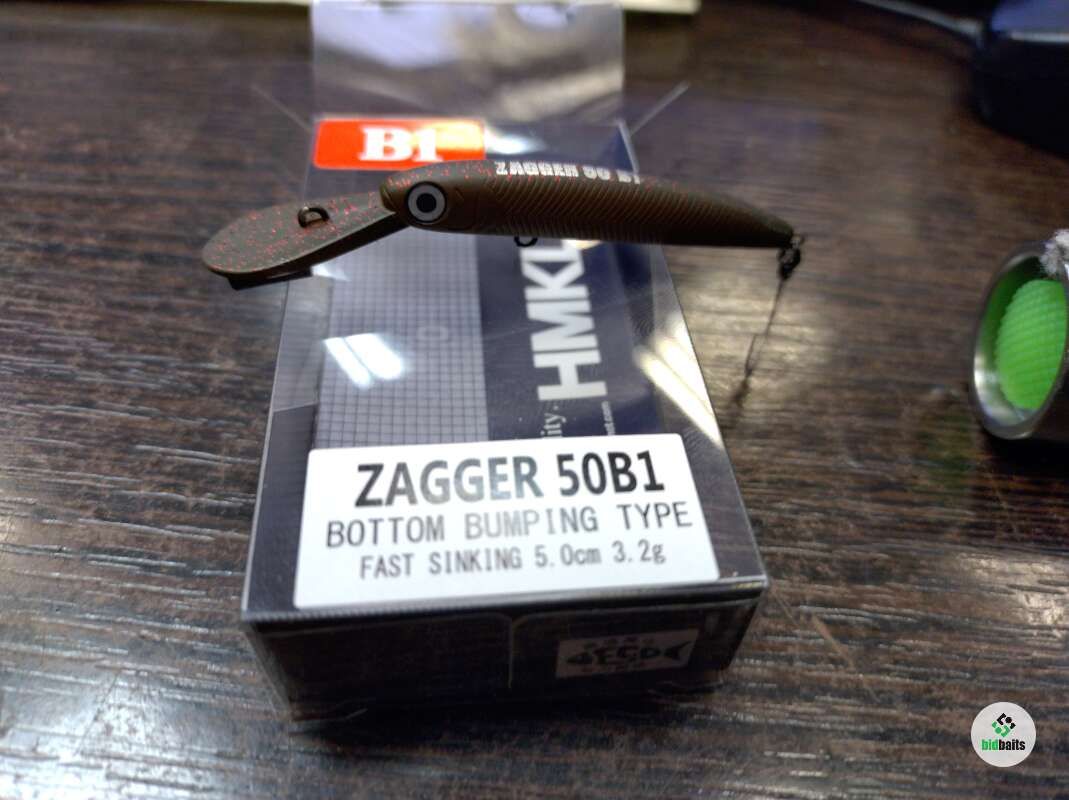 B1
ZAGGER 50 B1
HMKL
ZAGGER 50B1
BOTTOM BUMPING TYPE
FAST SINKING 5.0cm 3.2g
bidbaits